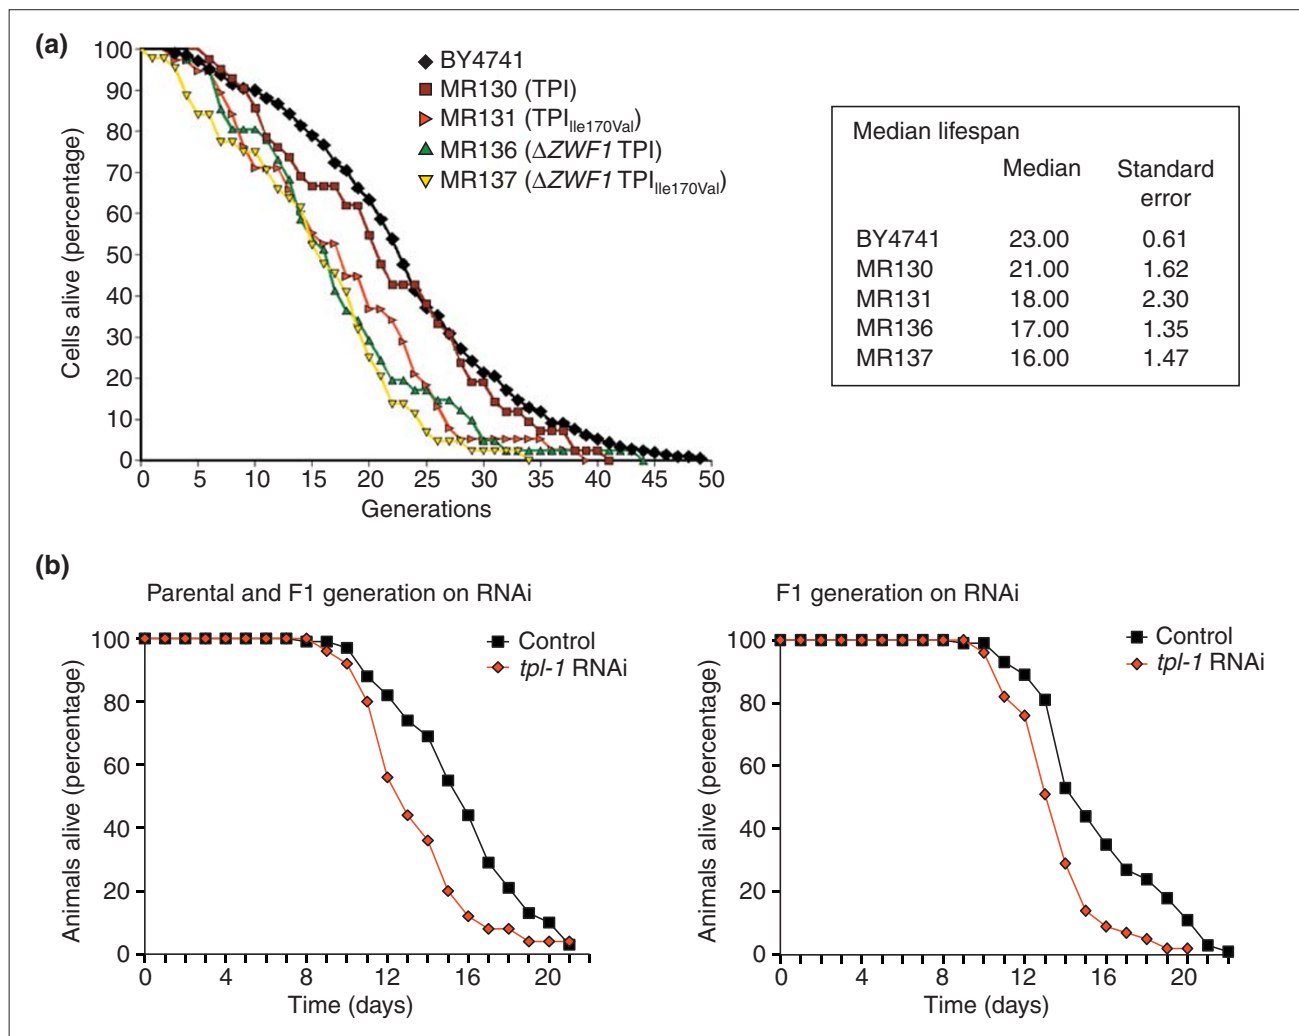 (a)
Cells alive (percentage)
100
90
80
70
60
50
40
30
20
10
0
0 5 10 15 20 25 30 35 40 45 50
Generations
BY4741
MR130 (TPI)
MR131 (TPIIle170Val)
MR136 (ΔZWF1 TPI)
MR137 (ΔZWF1 TPIIle170Val)
Median lifespan
Median Standard
error
BY4741 23.00 0.61
MR130 21.00 1.62
MR131 18.00 2.30
MR136 17.00 1.35
MR137 16.00 1.47
(b)
Parental and F1 generation on RNAi
Animals alive (percentage)
100
80
60
40
20
0
0 4 8 12 16 20
Time (days)
Control
tpl-1 RNAi
F1 generation on RNAi
Animals alive (percentage)
100
80
60
40
20
0
0 4 8 12 16 20
Time (days)
Control
tpl-1 RNAi